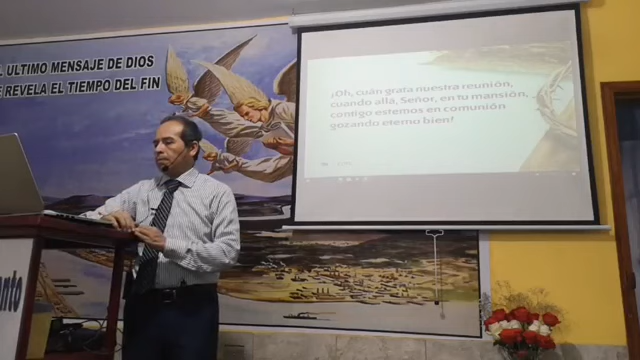 ÚLTIMO MENSAJE DE DIOS
REVELA EL TIEMPO DEL FIN
¡Oh, cuán grata nuestra reunión,
cuando allá, Señor, en tu mansión,
contigo estemos en comunión
gozando eterno bien!